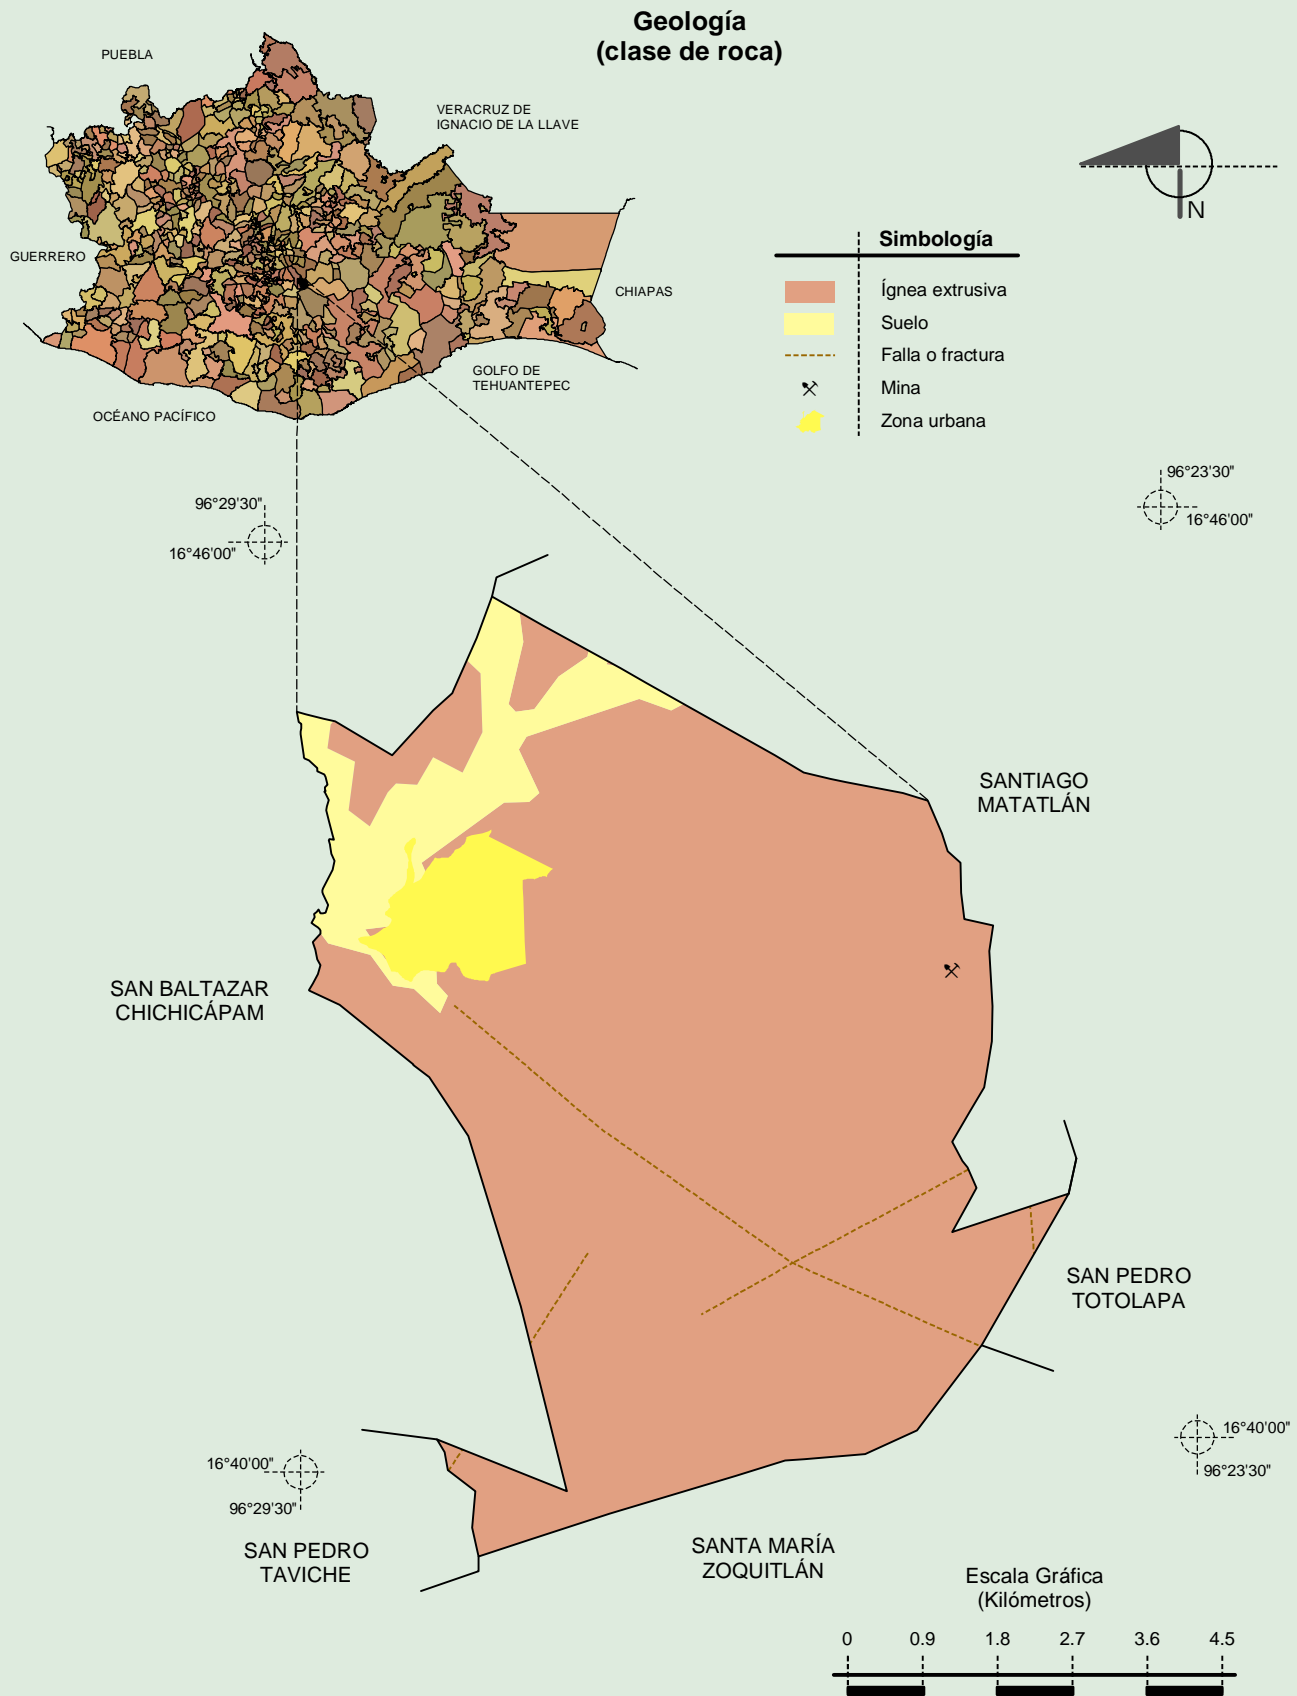 Geología
(clase de roca)
PUEBLA
VERACRUZ DE
IGNACIO DE LA LLAVE
GUERRERO
CHIAPAS
GOLFO DE
TEHUANTEPEC
OCÉANO PACÍFICO
N
Simbología
Ígnea extrusiva
Suelo
Falla o fractura
Mina
Zona urbana
96°29'30"
16°46'00"
96°23'30"
16°46'00"
SANTIAGO
MATATLÁN
SAN BALTAZAR
CHICHICÁPAM
SAN PEDRO
TOTOLAPA
16°40'00"
96°29'30"
16°40'00"
96°23'30"
SAN PEDRO
TAVICHE
SANTA MARÍA
ZOQUITLÁN
Escala Gráfica
(Kilómetros)
0 0.9 1.8 2.7 3.6 4.5